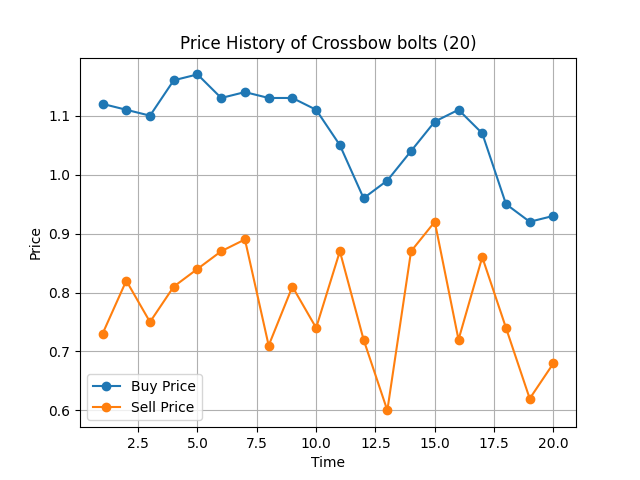 Price History of Crossbow bolts (20)
Price
1.1
1.0
0.9
0.8
0.7
0.6
Buy Price
Sell Price
2.5 5.0 7.5 10.0 12.5 15.0 17.5 20.0
Time